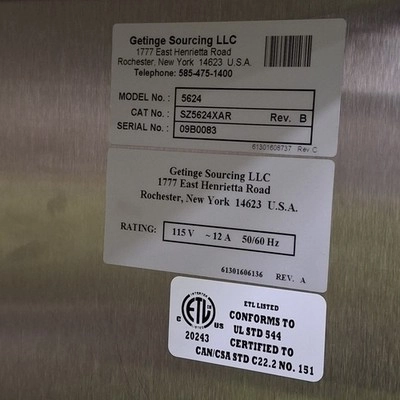 Getinge Sourcing LLC
1777 East Henrietta Road
Rochester, New York 14623 U.S.A.
Telephone: 585-475-1400
MODEL No. : 5624
CAT No. : SZ5624XAR Rev. B
SERIAL No. : 09B0083
61301606737 Rev. C
Getinge Sourcing LLC
1777 East Henrietta Road
Rochester, New York 14623 U.S.A.
RATING: 115 V ~ 12 A 50/60 Hz
61301606136 REV. A
ETL LISTED
CONFORMS TO
UL STD 544
CERTIFIED TO
CAN/CSA STD C22.2 NO. 151
ETL
C US
20243